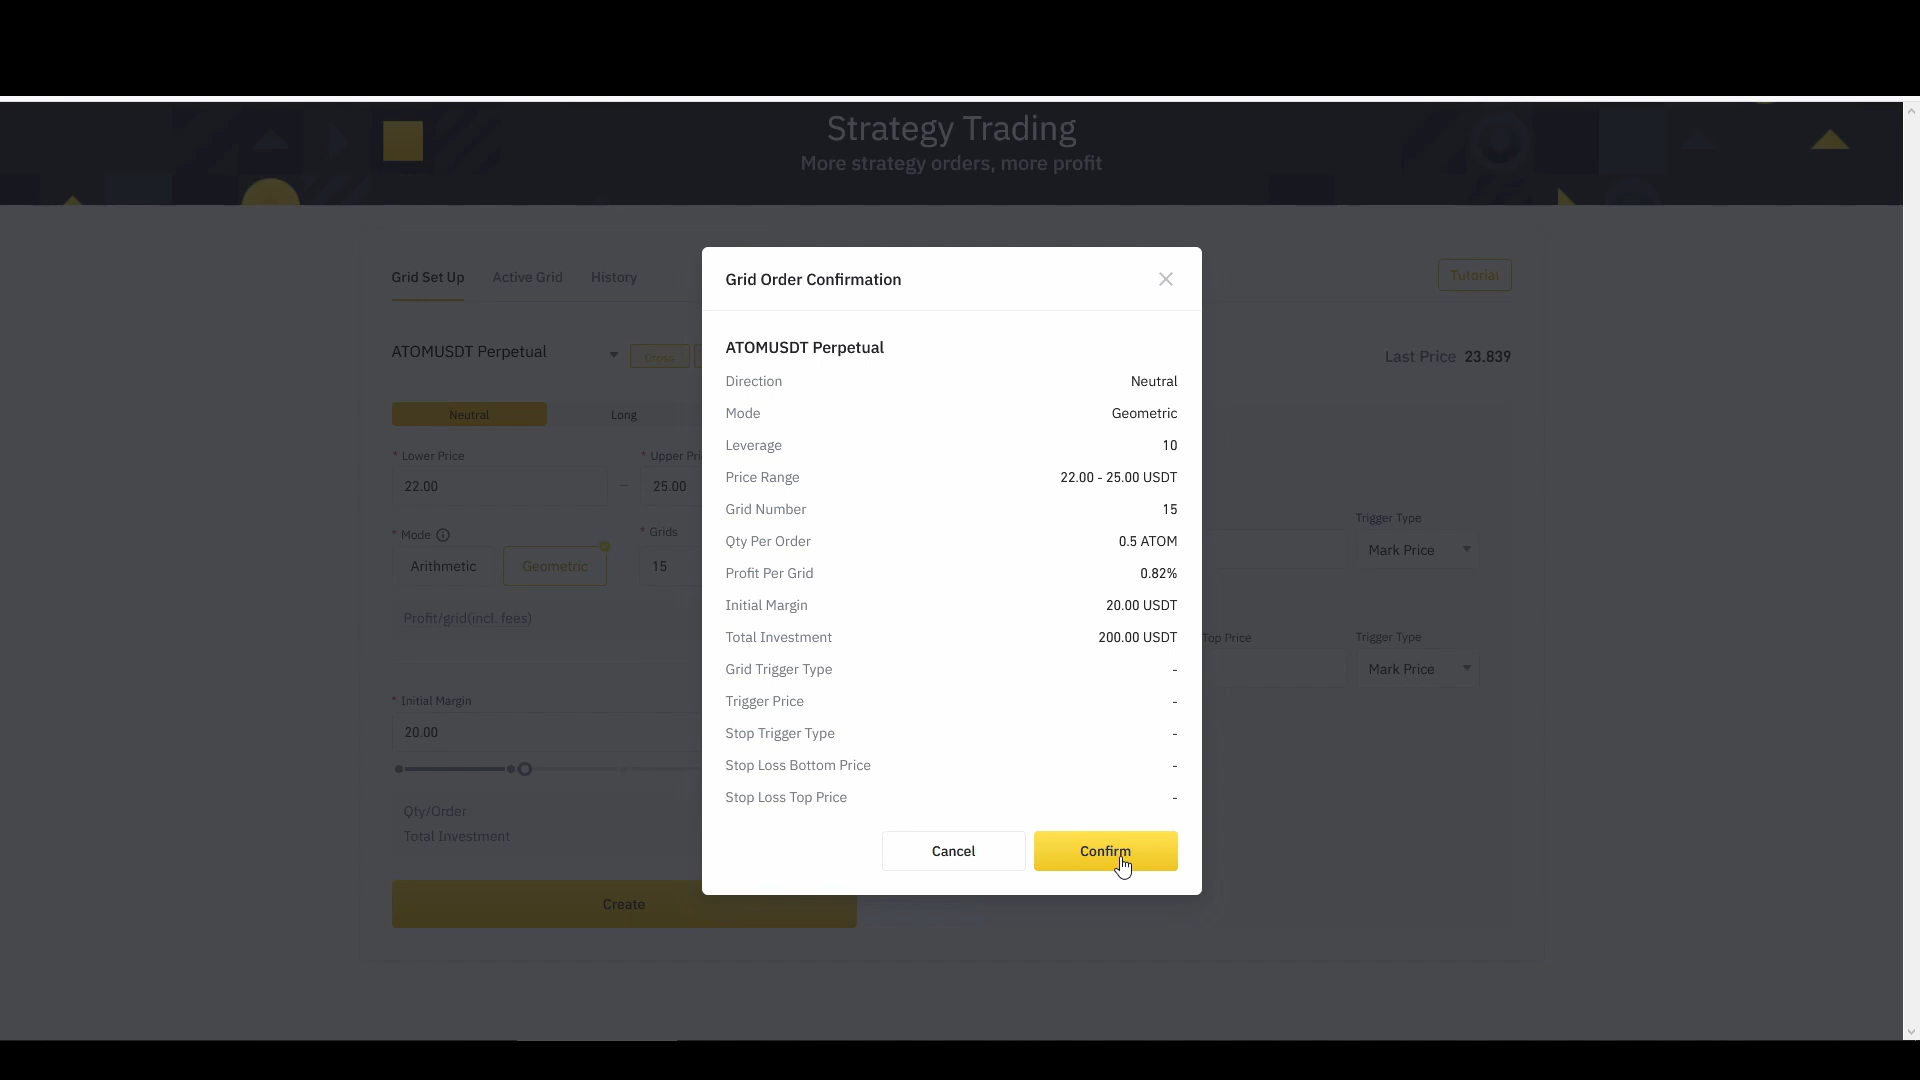 Strategy Trading
More strategy orders, more profit
Grid Set Up Active Grid History
Tutorial
ATOMUSDT Perpetual
Cross
Last Price 23.839
Neutral Long
* Lower Price
* Upper Pri
22.00 – 25.00
* Mode
* Grids
Arithmetic Geometric 15
Profit/grid(incl. fees)
* Initial Margin
20.00
Qty/Order
Total Investment
Create
Grid Order Confirmation
ATOMUSDT Perpetual
Direction Neutral
Mode Geometric
Leverage 10
Price Range 22.00 - 25.00 USDT
Grid Number 15
Qty Per Order 0.5 ATOM
Profit Per Grid 0.82%
Initial Margin 20.00 USDT
Total Investment 200.00 USDT
Grid Trigger Type -
Trigger Price -
Stop Trigger Type -
Stop Loss Bottom Price -
Stop Loss Top Price -
Cancel Confirm
Trigger Type
Mark Price
Top Price Trigger Type
Mark Price